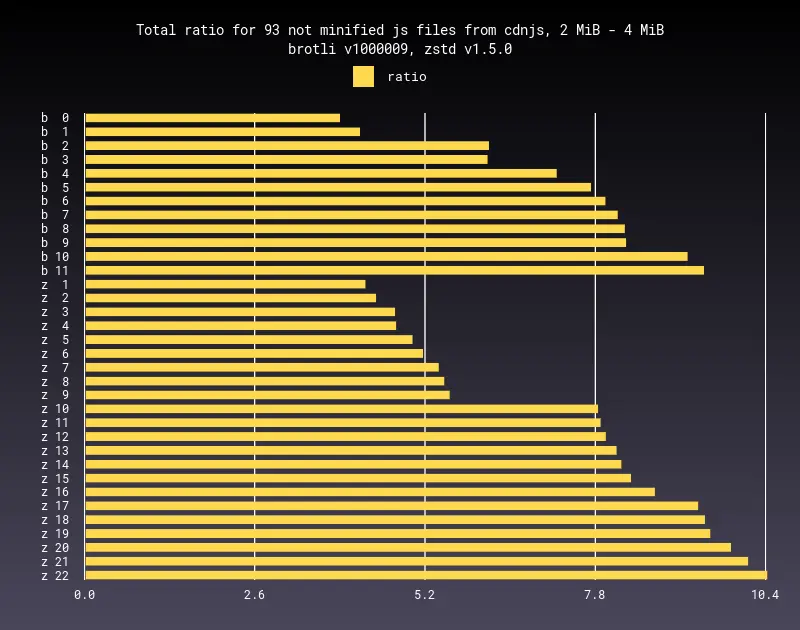 Total ratio for 93 not minified js files from cdnjs, 2 MiB - 4 MiB
brotli v1000009, zstd v1.5.0
ratio
b 0
b 1
b 2
b 3
b 4
b 5
b 6
b 7
b 8
b 9
b 10
b 11
z 1
z 2
z 3
z 4
z 5
z 6
z 7
z 8
z 9
z 10
z 11
z 12
z 13
z 14
z 15
z 16
z 17
z 18
z 19
z 20
z 21
z 22
0.0 2.6 5.2 7.8 10.4